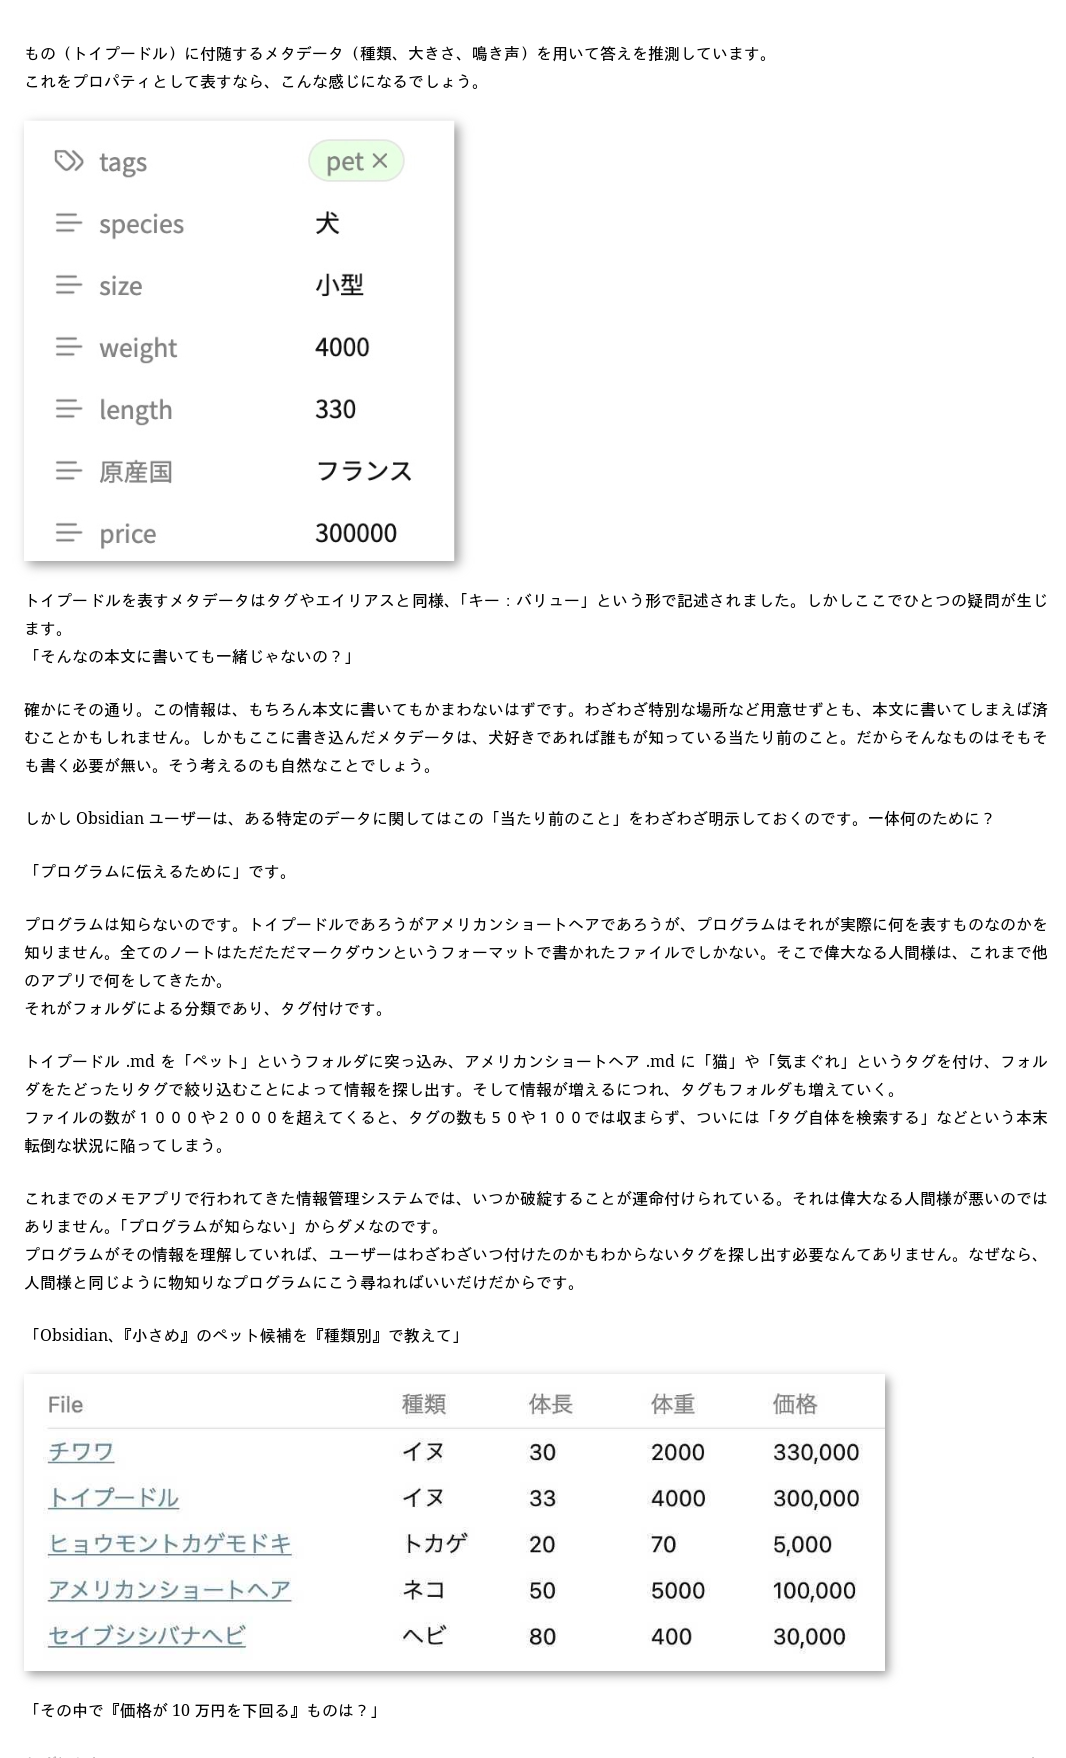 もの（トイプードル）に付随するメタデータ（種類、大きさ、鳴き声）を用いて答えを推測しています。
これをプロパティとして表すなら、こんな感じになるでしょう。
tags pet ×
species 犬
size 小型
weight 4000
length 330
原産国 フランス
price 300000
トイプードルを表すメタデータはタグやエイリアスと同様、「キー：バリュー」という形で記述されました。しかしここでひとつの疑問が生じ
ます。
「そんなの本文に書いても一緒じゃないの？」
確かにその通り。この情報は、もちろん本文に書いてもかまわないはずです。わざわざ特別な場所など用意せずとも、本文に書いてしまえば済
むことかもしれません。しかもここに書き込んだメタデータは、犬好きであれば誰もが知っている当たり前のこと。だからそんなものはそもそ
も書く必要が無い。そう考えるのも自然なことでしょう。
しかし Obsidian ユーザーは、ある特定のデータに関してはこの「当たり前のこと」をわざわざ明示しておくのです。一体何のために？
「プログラムに伝えるために」です。
プログラムは知らないのです。トイプードルであろうがアメリカンショートヘアであろうが、プログラムはそれが実際に何を表すものなのかを
知りません。全てのノートはただただマークダウンというフォーマットで書かれたファイルでしかない。そこで偉大なる人間様は、これまで他
のアプリで何をしてきたか。
それがフォルダによる分類であり、タグ付けです。
トイプードル .md を「ペット」というフォルダに突っ込み、アメリカンショートヘア .md に「猫」や「気まぐれ」というタグを付け、フォル
ダをたどったりタグで絞り込むことによって情報を探し出す。そして情報が増えるにつれ、タグもフォルダも増えていく。
ファイルの数が１０００や２０００を超えてくると、タグの数も５０や１００では収まらず、ついには「タグ自体を検索する」などという本末
転倒な状況に陥ってしまう。
これまでのメモアプリで行われてきた情報管理システムでは、いつか破綻することが運命付けられている。それは偉大なる人間様が悪いのでは
ありません。「プログラムが知らない」からダメなのです。
プログラムがその情報を理解していれば、ユーザーはわざわざいつ付けたのかもわからないタグを探し出す必要なんてありません。なぜなら、
人間様と同じように物知りなプログラムにこう尋ねればいいだけだからです。
「Obsidian、『小さめ』のペット候補を『種類別』で教えて」
File 種類 体長 体重 価格
チワワ イヌ 30 2000 330,000
トイプードル イヌ 33 4000 300,000
ヒョウモントカゲモドキ トカゲ 20 70 5,000
アメリカンショートヘア ネコ 50 5000 100,000
セイブシシバナヘビ ヘビ 80 400 30,000
「その中で『価格が 10 万円を下回る』ものは？」